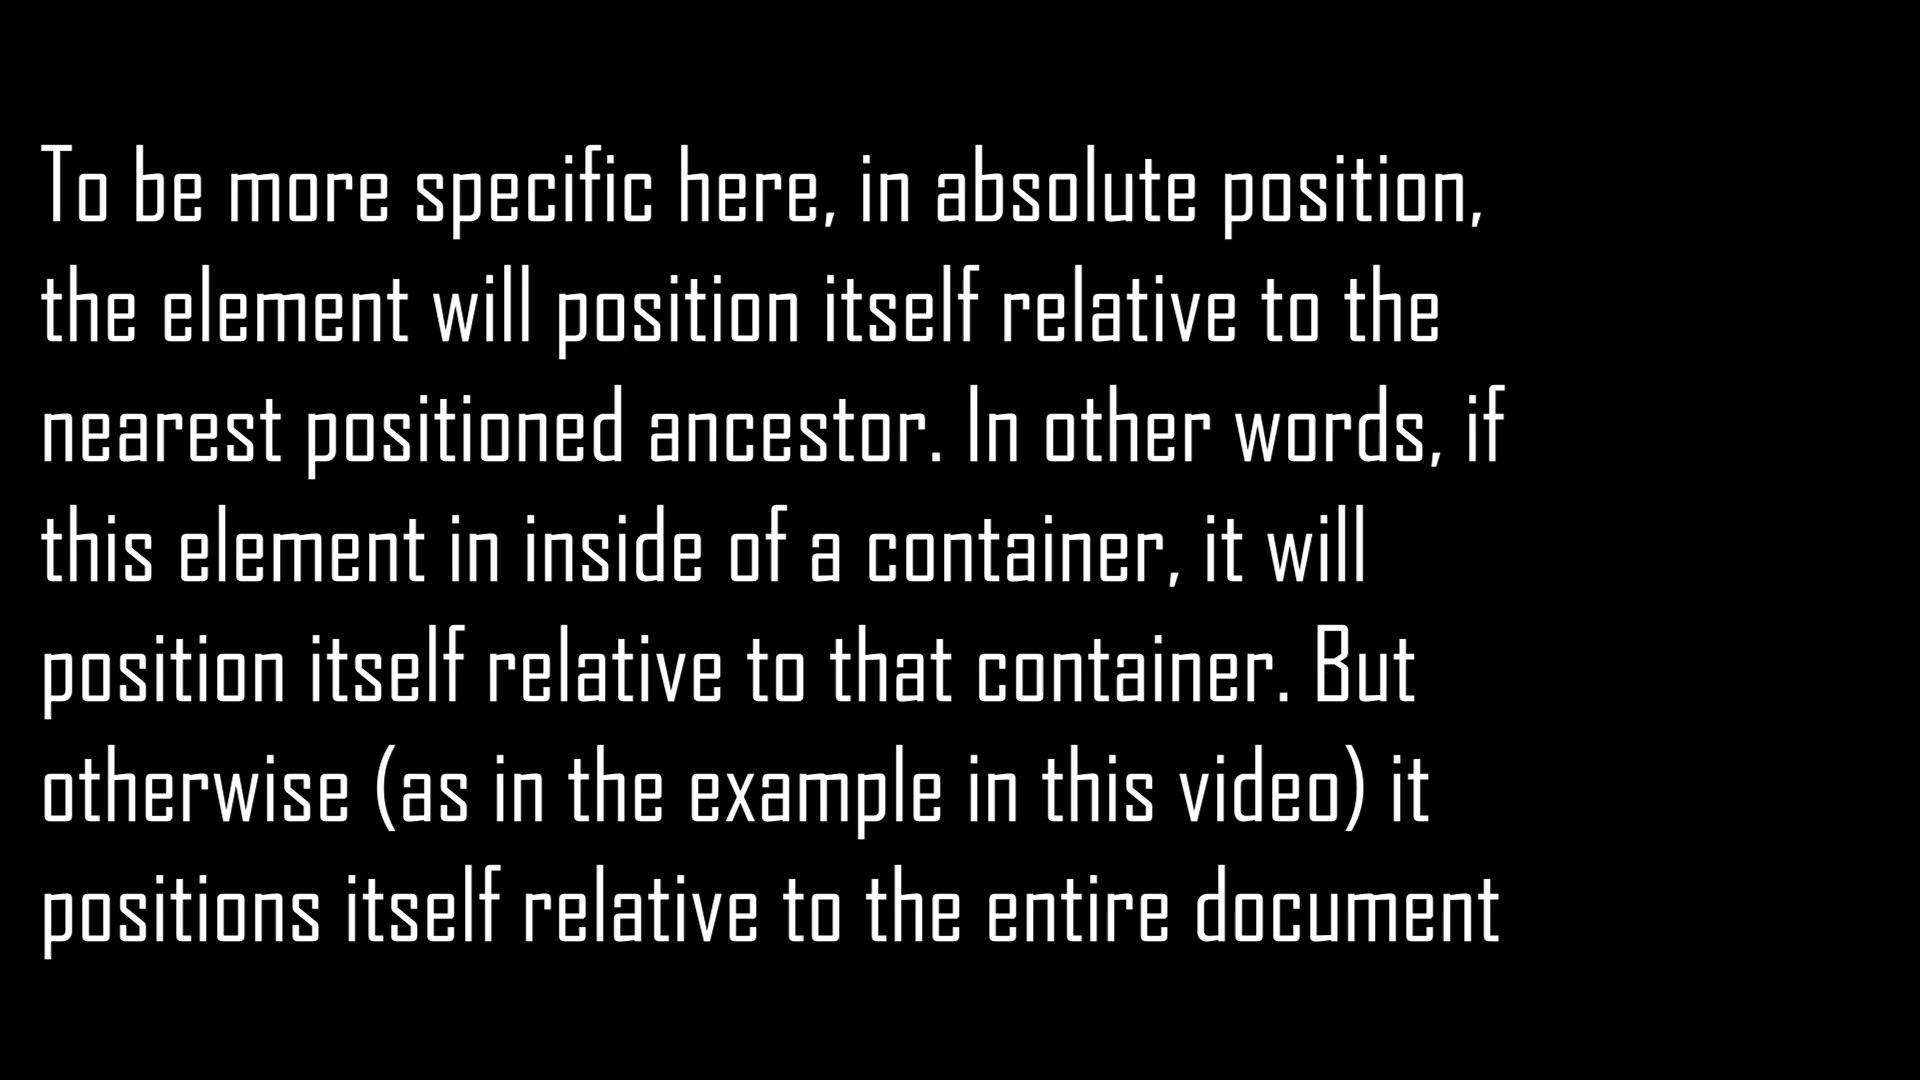 To be more specific here, in absolute position,
the element will position itself relative to the
nearest positioned ancestor. In other words, if
this element in inside of a container, it will
position itself relative to that container. But
otherwise (as in the example in this video) it
positions itself relative to the entire document